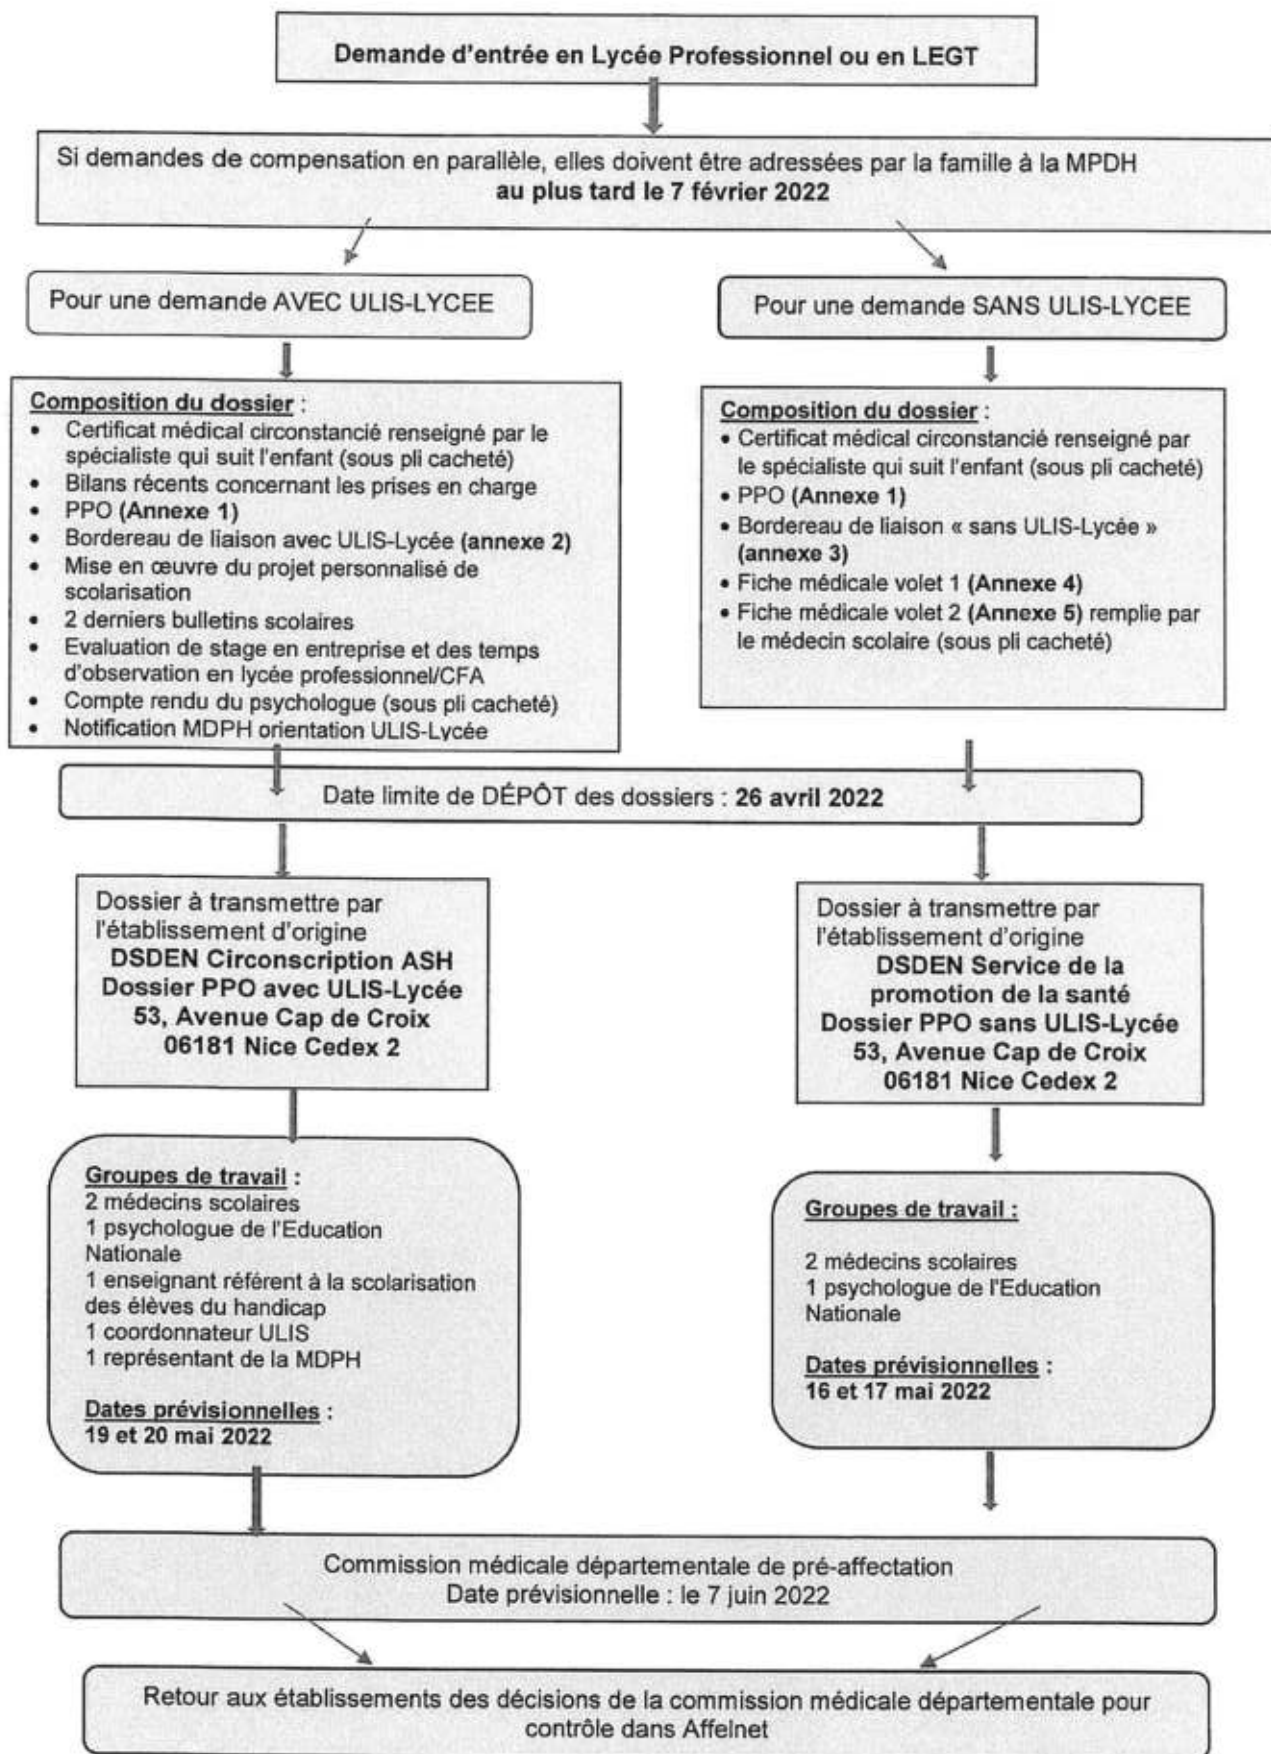 Demande d'entrée en Lycée Professionnel ou en LEGT
Si demandes de compensation en parallèle, elles doivent être adressées par la famille à la MPDH
au plus tard le 7 février 2022
Pour une demande AVEC ULIS-LYCEE
Composition du dossier :
• Certificat médical circonstancié renseigné par le
spécialiste qui suit l'enfant (sous pli cacheté)
• Bilans récents concernant les prises en charge
• PPO (Annexe 1)
• Bordereau de liaison avec ULIS-Lycée (annexe 2)
• Mise en œuvre du projet personnalisé de
scolarisation
• 2 derniers bulletins scolaires
• Evaluation de stage en entreprise et des temps
d'observation en lycée professionnel/CFA
• Compte rendu du psychologue (sous pli cacheté)
• Notification MDPH orientation ULIS-Lycée
Pour une demande SANS ULIS-LYCEE
Composition du dossier :
• Certificat médical circonstancié renseigné par
le spécialiste qui suit l'enfant (sous pli cacheté)
• PPO (Annexe 1)
• Bordereau de liaison « sans ULIS-Lycée »
(annexe 3)
• Fiche médicale volet 1 (Annexe 4)
• Fiche médicale volet 2 (Annexe 5) remplie par
le médecin scolaire (sous pli cacheté)
Date limite de DÉPÔT des dossiers : 26 avril 2022
Dossier à transmettre par
l'établissement d'origine
DSDEN Circonscription ASH
Dossier PPO avec ULIS-Lycée
53, Avenue Cap de Croix
06181 Nice Cedex 2
Dossier à transmettre par
l'établissement d'origine
DSDEN Service de la
promotion de la santé
Dossier PPO sans ULIS-Lycée
53, Avenue Cap de Croix
06181 Nice Cedex 2
Groupes de travail :
2 médecins scolaires
1 psychologue de l'Education
Nationale
1 enseignant référent à la scolarisation
des élèves du handicap
1 coordonnateur ULIS
1 représentant de la MDPH
Dates prévisionnelles :
19 et 20 mai 2022
Groupes de travail :
2 médecins scolaires
1 psychologue de l'Education
Nationale
Dates prévisionnelles :
16 et 17 mai 2022
Commission médicale départementale de pré-affectation
Date prévisionnelle : le 7 juin 2022
Retour aux établissements des décisions de la commission médicale départementale pour
contrôle dans Affelnet